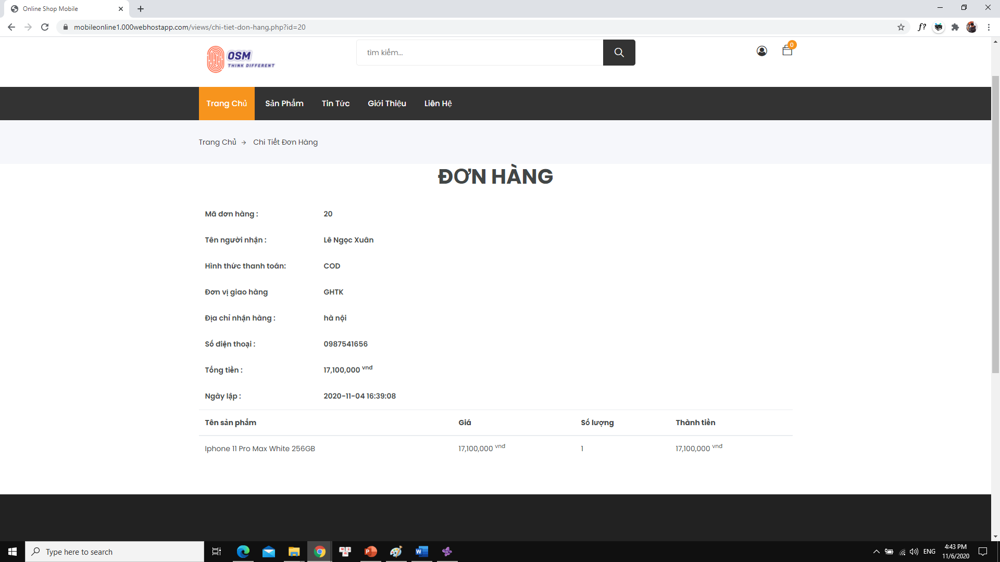 Online Shop Mobile
mobileonline1.000webhostapp.com/views/chi-tiet-don-hang.php?id=20
f?
OSM
THINK DIFFERENT
tìm kiếm...
0
Trang Chủ Sản Phẩm Tin Tức Giới Thiệu Liên Hệ
Trang Chủ → Chi Tiết Đơn Hàng
ĐƠN HÀNG
Mã đơn hàng : 20
Tên người nhận : Lê Ngọc Xuân
Hình thức thanh toán: COD
Đơn vị giao hàng GHTK
Địa chỉ nhận hàng : hà nội
Số điện thoại : 0987541656
Tổng tiền : 17,100,000 vnđ
Ngày lập : 2020-11-04 16:39:08
Tên sản phẩm Giá Số lượng Thành tiền
Iphone 11 Pro Max White 256GB 17,100,000 vnđ 1 17,100,000 vnđ
Type here to search
ENG
4:43 PM
11/6/2020